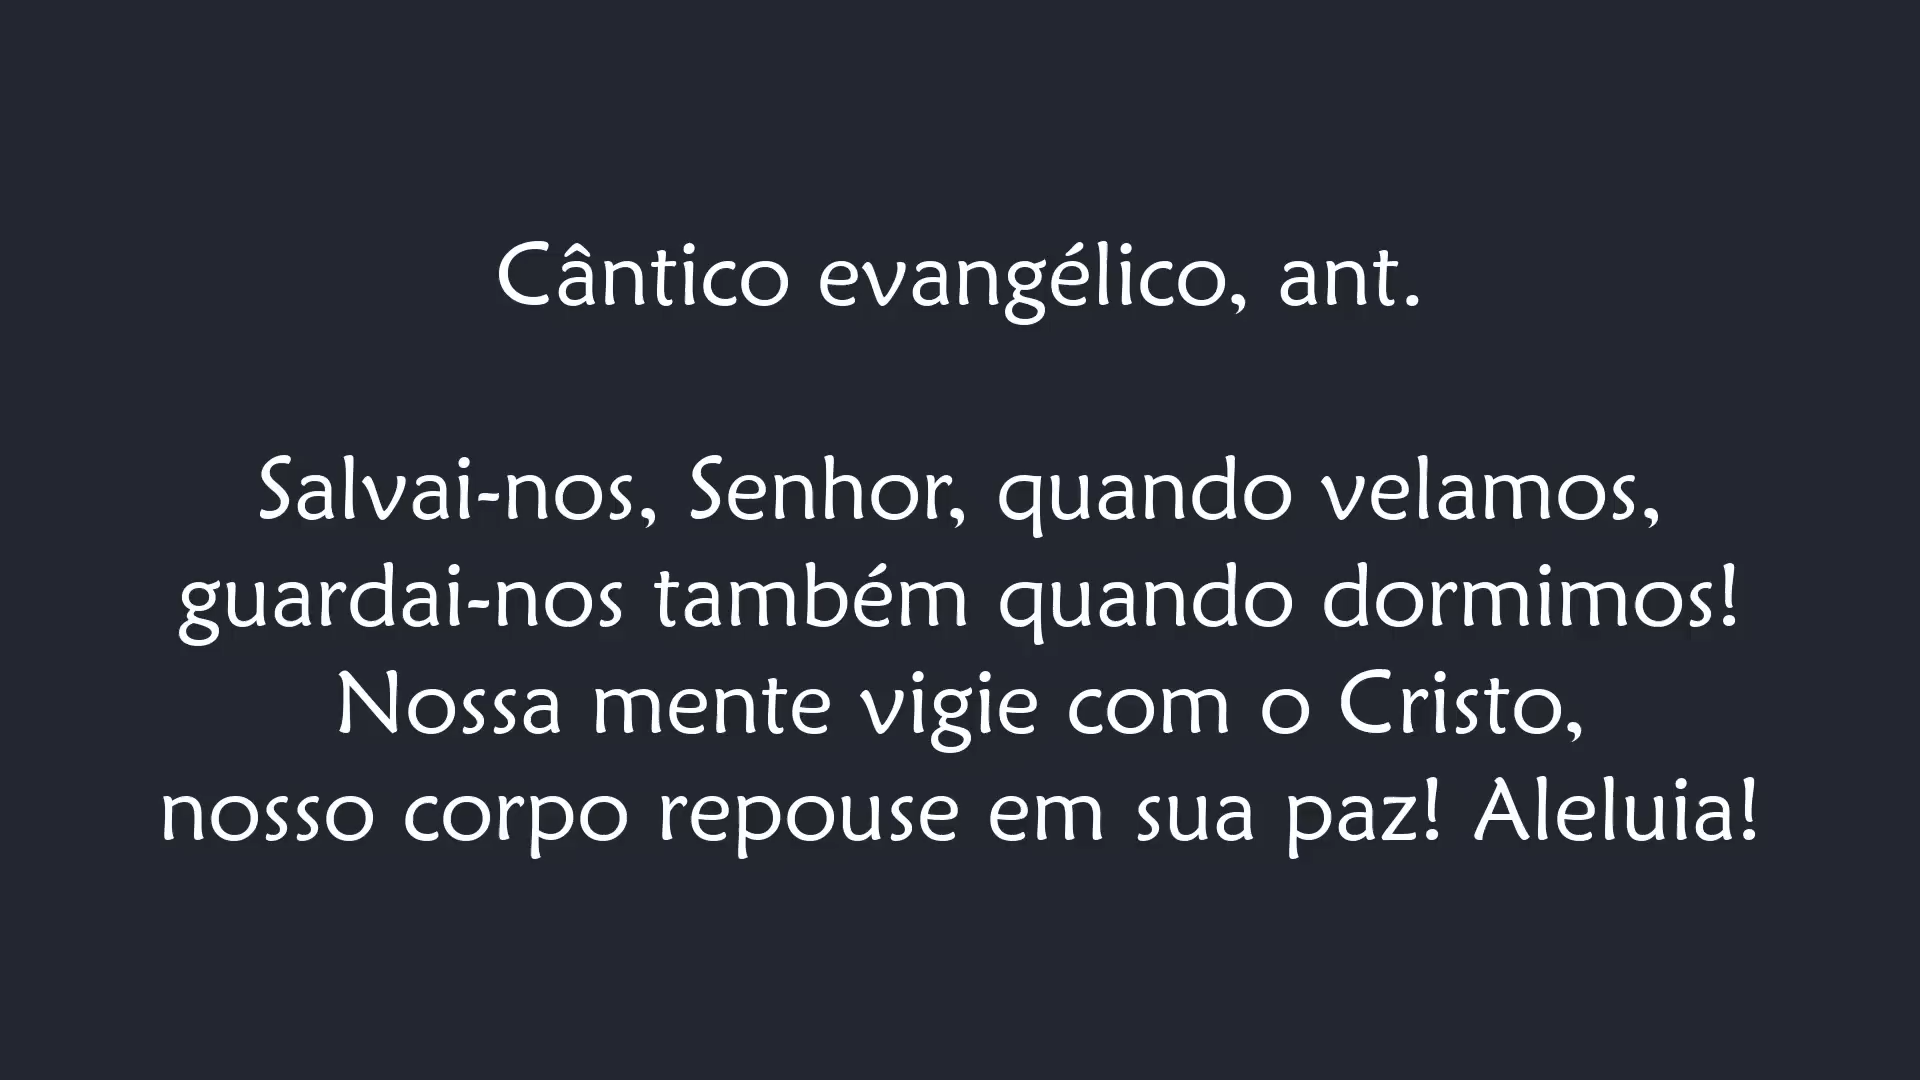 Cântico evangélico, ant.
Salvai-nos, Senhor, quando velamos,
guardai-nos também quando dormimos!
Nossa mente vigie com o Cristo,
nosso corpo repouse em sua paz! Aleluia!